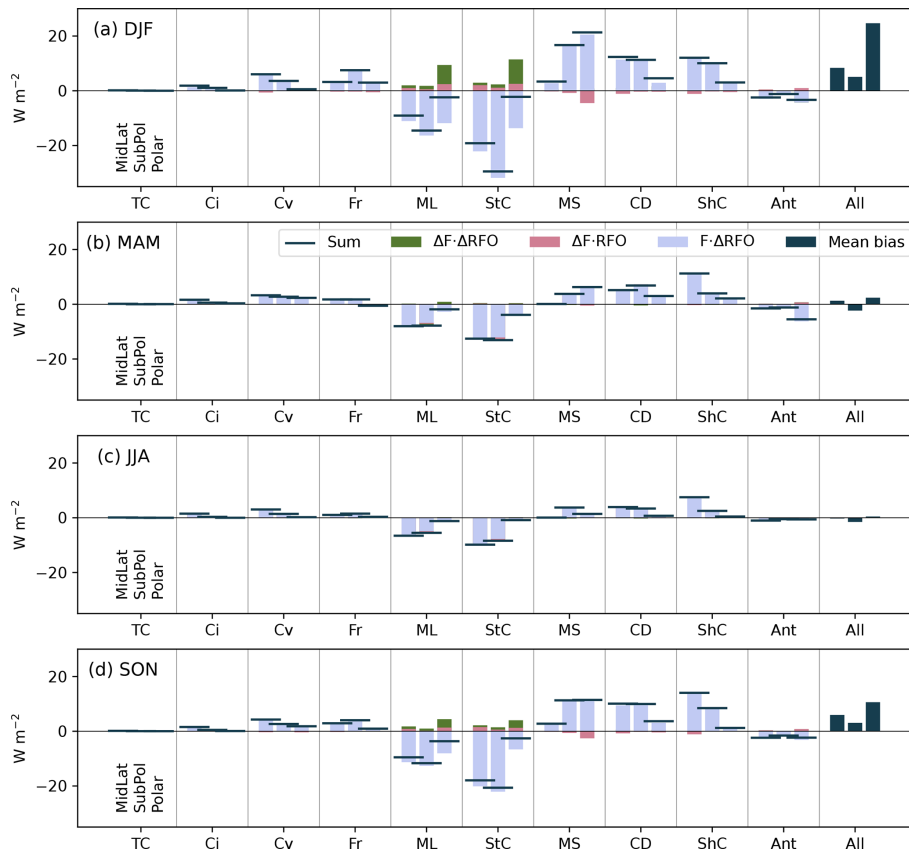 (a) DJF
20
0
−20
W m⁻²
MidLat
SubPol
Polar
TC Ci Cv Fr ML StC MS CD ShC Ant All
(b) MAM
Sum ΔF·ΔRFO ΔF·RFO F·ΔRFO Mean bias
20
0
−20
W m⁻²
MidLat
SubPol
Polar
TC Ci Cv Fr ML StC MS CD ShC Ant All
(c) JJA
20
0
−20
W m⁻²
MidLat
SubPol
Polar
TC Ci Cv Fr ML StC MS CD ShC Ant All
(d) SON
20
0
−20
W m⁻²
MidLat
SubPol
Polar
TC Ci Cv Fr ML StC MS CD ShC Ant All